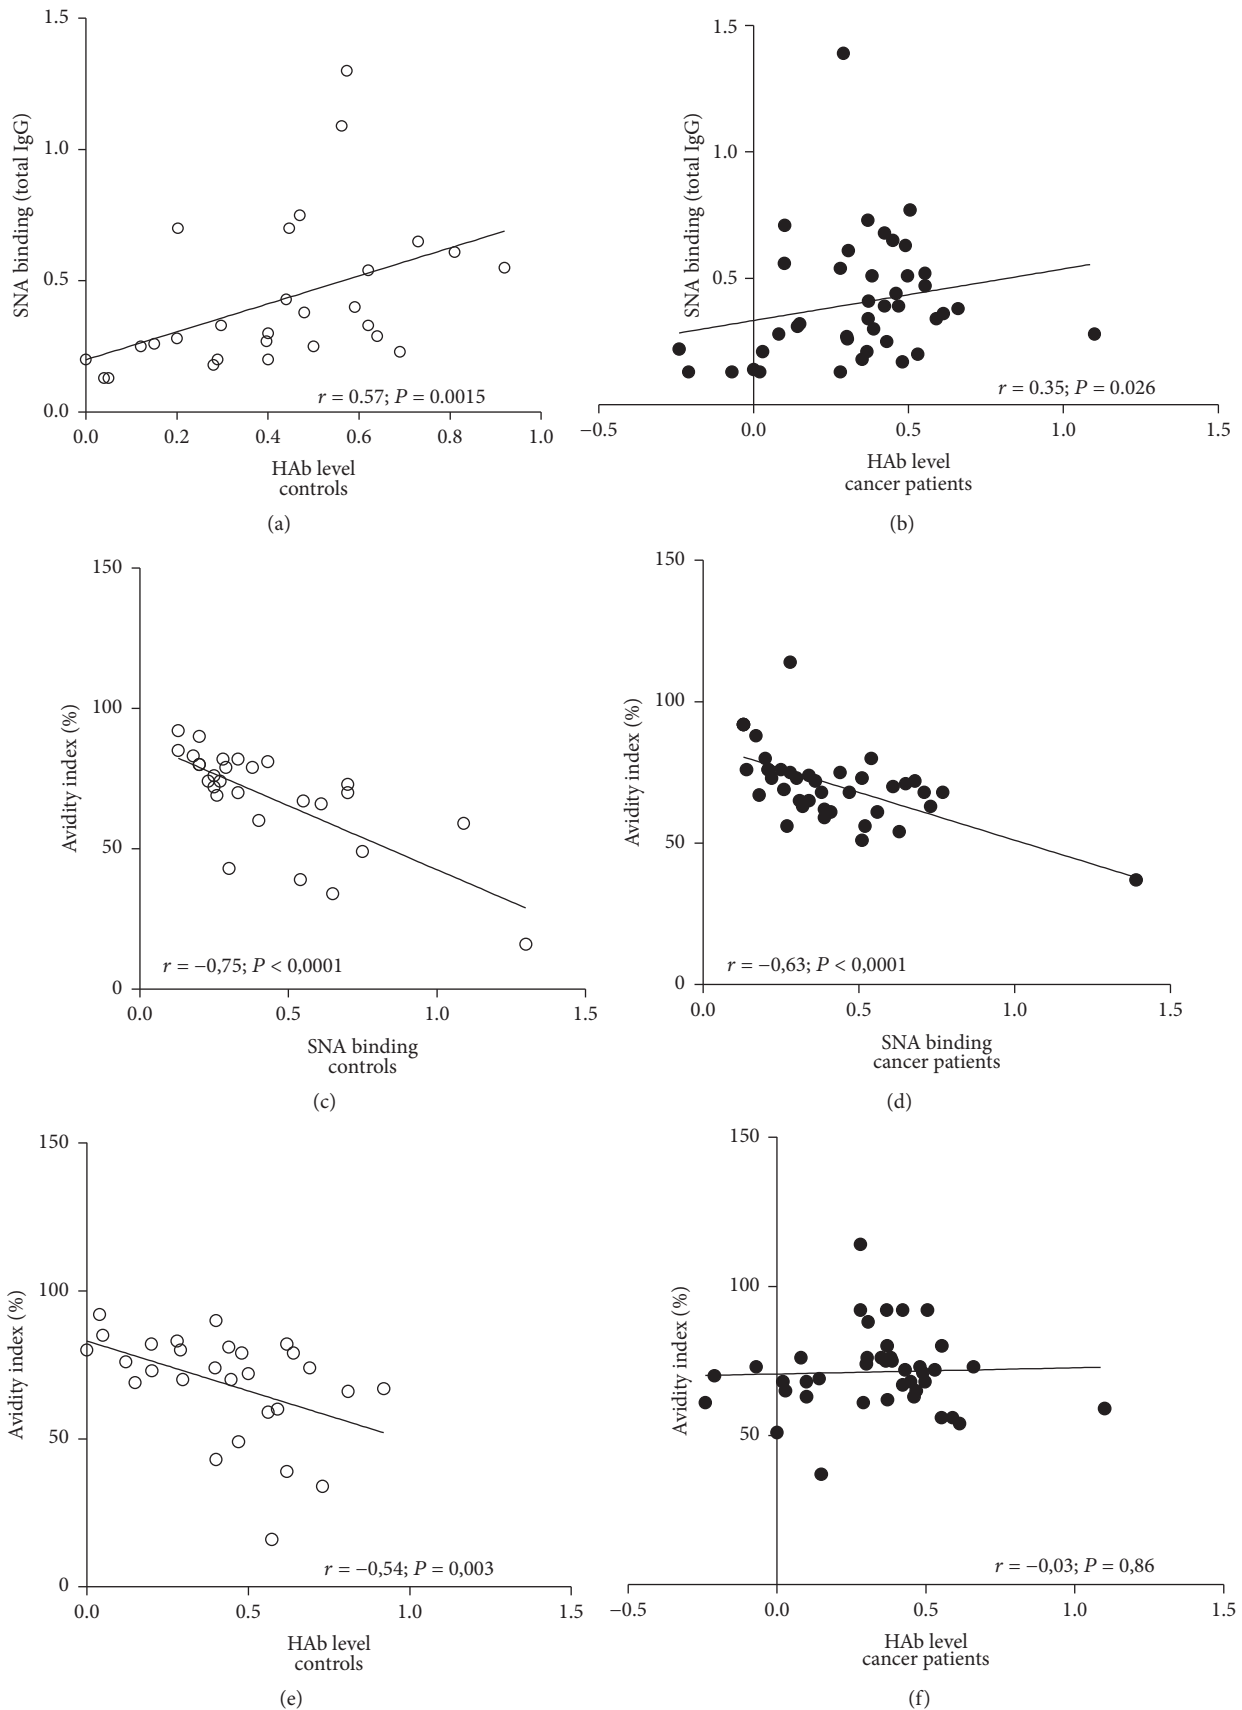 1.5
1.0
0.5
0.0
SNA binding (total IgG)
r = 0.57; P = 0.0015
0.0 0.2 0.4 0.6 0.8 1.0
HAb level
controls
(a)
1.5
1.0
0.5
SNA binding (total IgG)
r = 0.35; P = 0.026
−0.5 0.0 0.5 1.0 1.5
HAb level
cancer patients
(b)
150
100
50
0
Avidity index (%)
r = −0,75; P < 0,0001
0.0 0.5 1.0 1.5
SNA binding
controls
(c)
150
100
50
0
Avidity index (%)
r = −0,63; P < 0,0001
0.0 0.5 1.0 1.5
SNA binding
cancer patients
(d)
150
100
50
0
Avidity index (%)
r = −0,54; P = 0,003
0.0 0.5 1.0 1.5
HAb level
controls
(e)
150
100
50
Avidity index (%)
r = −0,03; P = 0,86
−0.5 0.0 0.5 1.0 1.5
HAb level
cancer patients
(f)